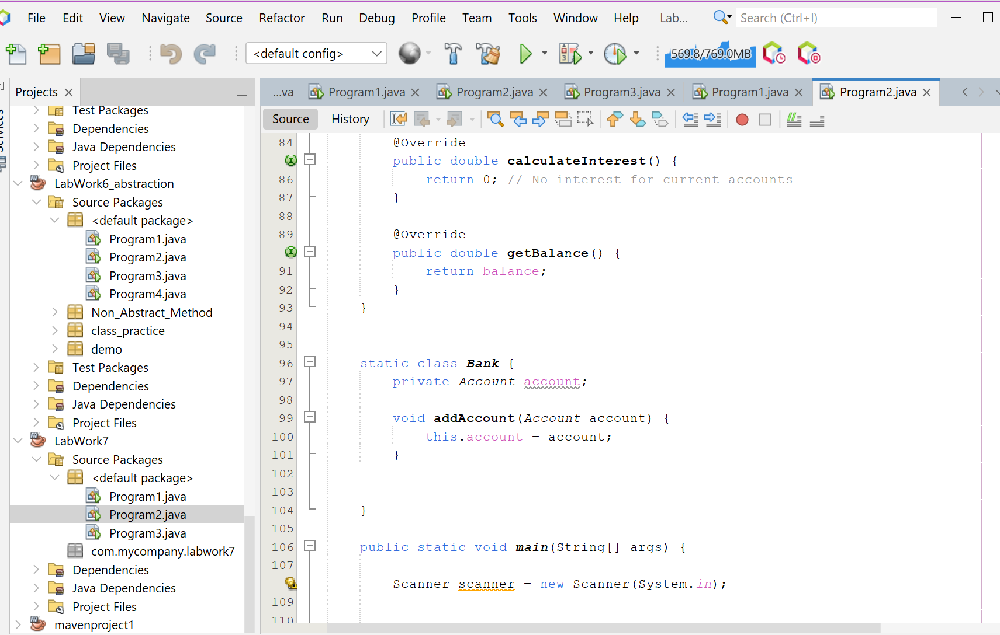 File Edit View Navigate Source Refactor Run Debug Profile Team Tools Window Help Lab... Search (Ctrl+I)
<default config> 569.8/769.0MB
Projects
Services
Test Packages
Dependencies
Java Dependencies
Project Files
LabWork6_abstraction
Source Packages
<default package>
Program1.java
Program2.java
Program3.java
Program4.java
Non_Abstract_Method
class_practice
demo
Test Packages
Dependencies
Java Dependencies
Project Files
LabWork7
Source Packages
<default package>
Program1.java
Program2.java
Program3.java
com.mycompany.labwork7
Dependencies
Java Dependencies
Project Files
mavenproject1
...va Program1.java Program2.java Program3.java Program1.java Program2.java
Source History
84 @Override
public double calculateInterest() {
86 return 0; // No interest for current accounts
87 }
88
89 @Override
public double getBalance() {
91 return balance;
92 }
93 }
94
95
96 static class Bank {
97 private Account account;
98
99 void addAccount(Account account) {
100 this.account = account;
101 }
102
103
104 }
105
106 public static void main(String[] args) {
107
Scanner scanner = new Scanner(System.in);
109
110